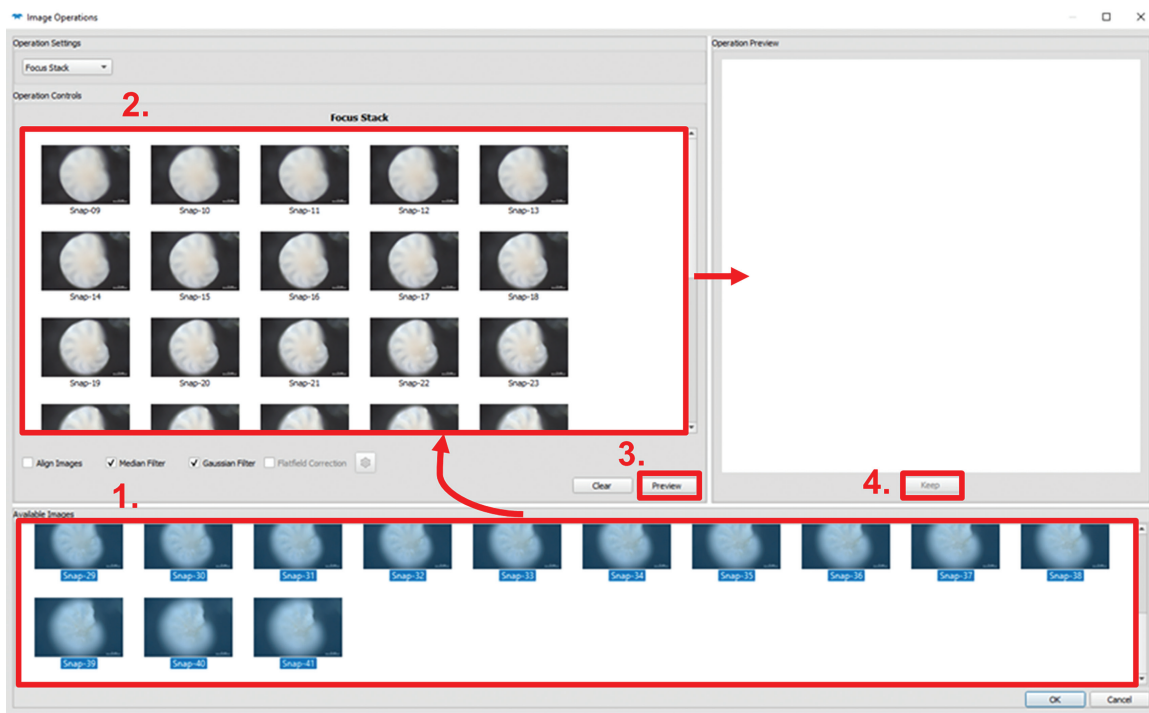 Image Operations
Operation Settings
Focus Stack
Operation Controls
2.
Focus Stack
Snap-09 Snap-10 Snap-11 Snap-12 Snap-13
Snap-14 Snap-15 Snap-16 Snap-17 Snap-18
Snap-19 Snap-20 Snap-21 Snap-22 Snap-23
Align Images Median Filter Gaussian Filter Flatfield Correction
3.
Clear Preview
Operation Preview
4. Keep
1.
Available Images
Snap-29 Snap-30 Snap-31 Snap-32 Snap-33 Snap-34 Snap-35 Snap-36 Snap-37 Snap-38
Snap-39 Snap-40 Snap-41
OK Cancel